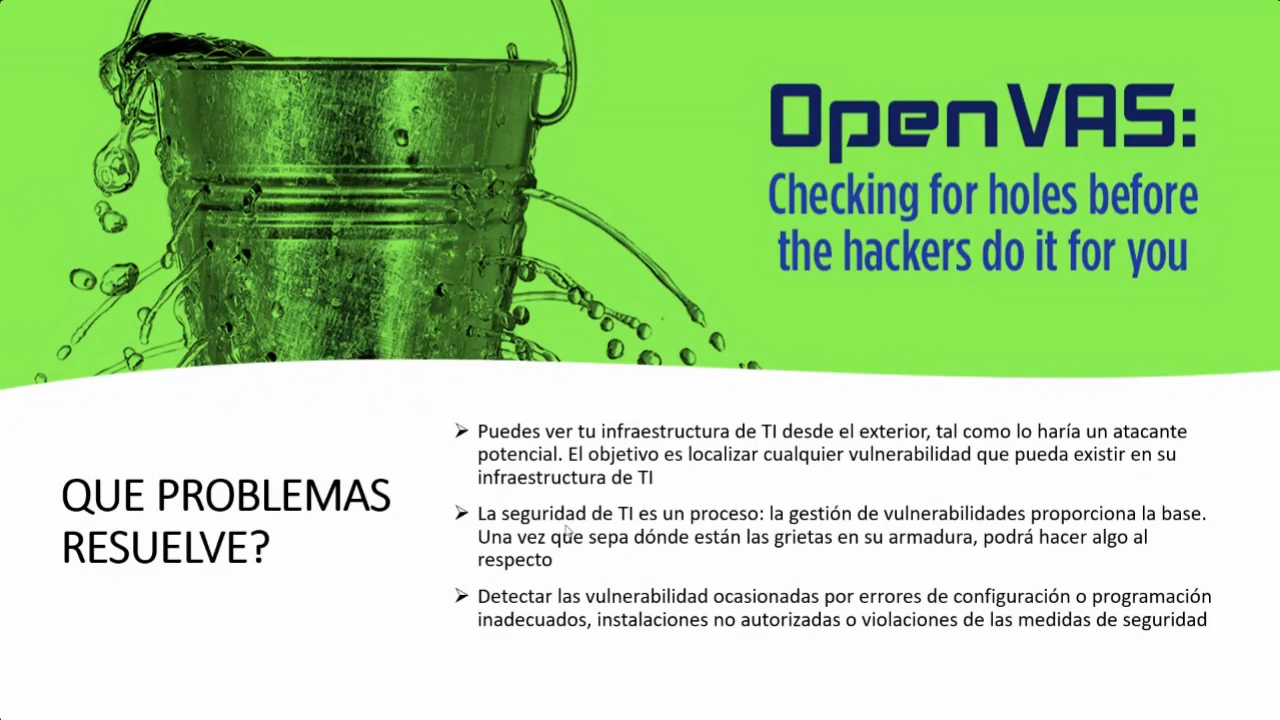 OpenVAS:
Checking for holes before
the hackers do it for you
QUE PROBLEMAS
RESUELVE?
➢ Puedes ver tu infraestructura de TI desde el exterior, tal como lo haría un atacante
potencial. El objetivo es localizar cualquier vulnerabilidad que pueda existir en su
infraestructura de TI
➢ La seguridad de TI es un proceso: la gestión de vulnerabilidades proporciona la base.
Una vez que sepa dónde están las grietas en su armadura, podrá hacer algo al
respecto
➢ Detectar las vulnerabilidad ocasionadas por errores de configuración o programación
inadecuados, instalaciones no autorizadas o violaciones de las medidas de seguridad